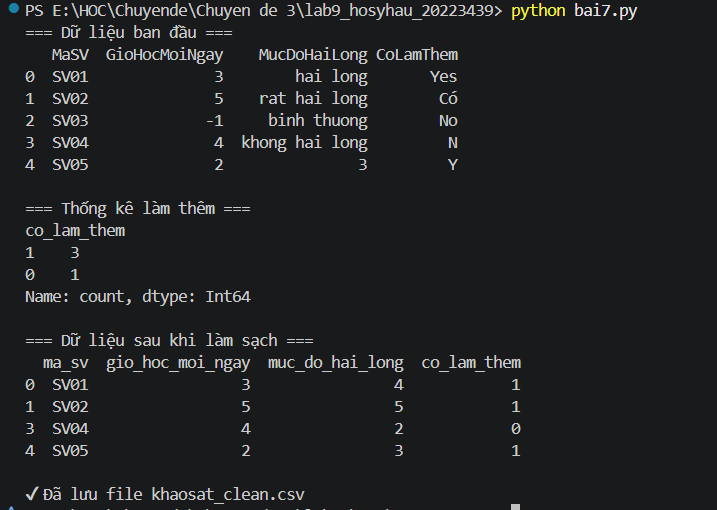 PS E:\HOC\Chuyende\Chuyen de 3\lab9_hosyhau_20223439> python bai7.py
=== Dữ liệu ban đầu ===
MaSV GioHocMoiNgay MucDoHaiLong CoLamThem
0 SV01 3 hai long Yes
1 SV02 5 rat hai long Có
2 SV03 -1 binh thuong No
3 SV04 4 khong hai long N
4 SV05 2 3 Y
=== Thống kê làm thêm ===
co_lam_them
1 3
0 1
Name: count, dtype: Int64
=== Dữ liệu sau khi làm sạch ===
ma_sv gio_hoc_moi_ngay muc_do_hai_long co_lam_them
0 SV01 3 4 1
1 SV02 5 5 1
3 SV04 4 2 0
4 SV05 2 3 1
✔ Đã lưu file khaosat_clean.csv